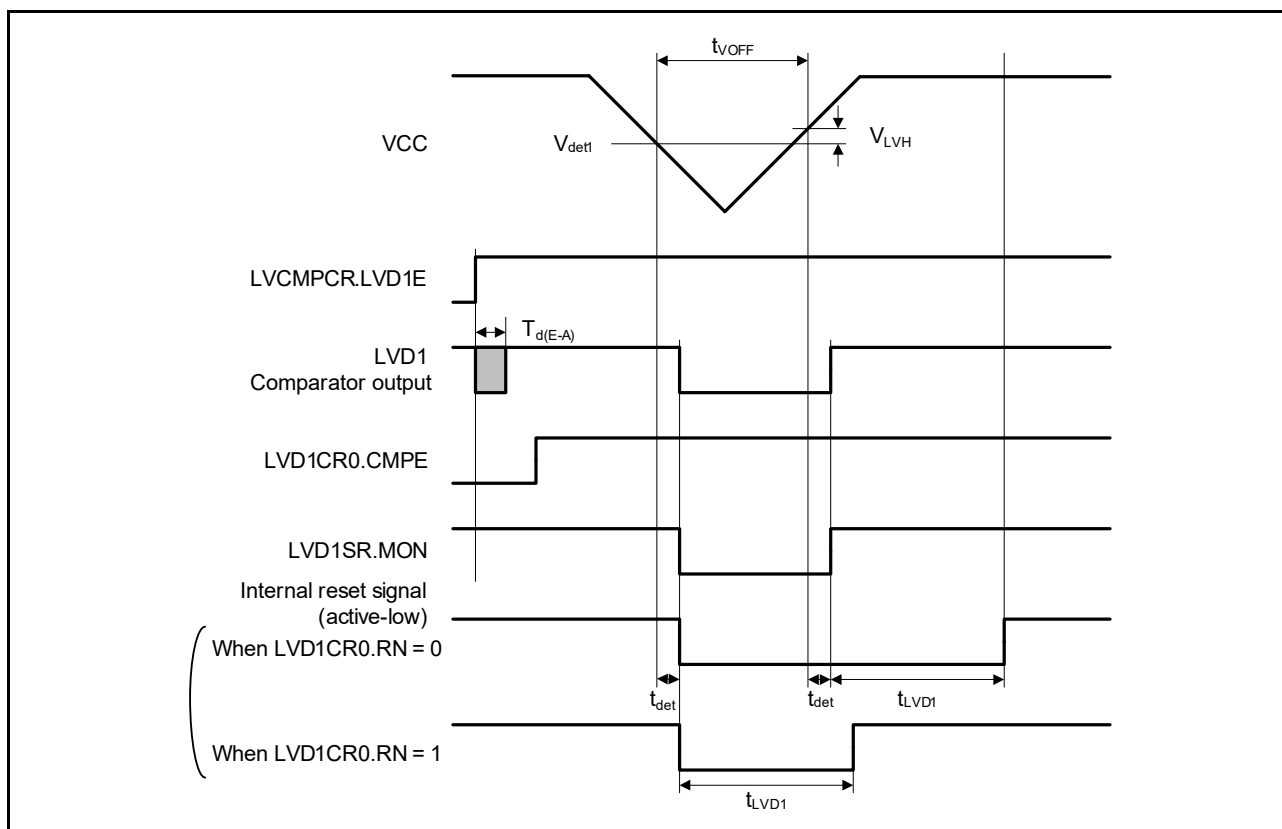 tVOFF
VCC
Vdet1
VLVH
LVCMPCR.LVD1E
Td(E-A)
LVD1
Comparator output
LVD1CR0.CMPE
LVD1SR.MON
Internal reset signal
(active-low)
When LVD1CR0.RN = 0
tdet
tdet
tLVD1
When LVD1CR0.RN = 1
tLVD1